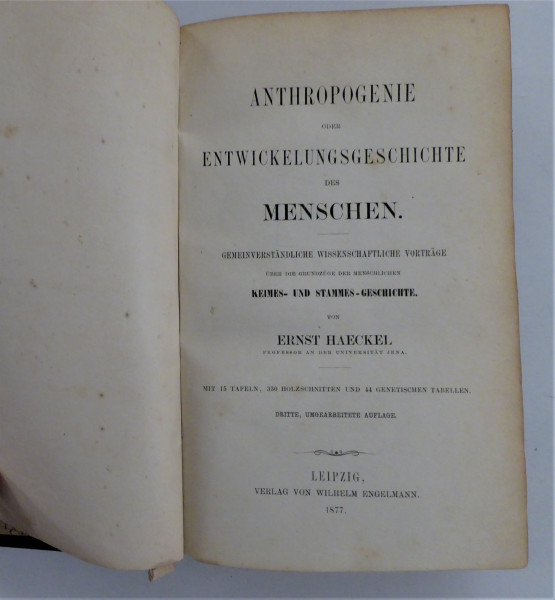 ANTHROPOGENIE
ODER
ENTWICKELUNGSGESCHICHTE
DES
MENSCHEN.
GEMEINVERSTÄNDLICHE WISSENSCHAFTLICHE VORTRÄGE
ÜBER DIE GRUNDZÜGE DER MENSCHLICHEN
KEIMES- UND STAMMES-GESCHICHTE.
VON
ERNST HAECKEL
PROFESSOR AN DER UNIVERSITÄT JENA.
MIT 15 TAFELN, 330 HOLZSCHNITTEN UND 44 GENETISCHEN TABELLEN.
DRITTE, UMGEARBEITETE AUFLAGE.
LEIPZIG,
VERLAG VON WILHELM ENGELMANN.
1877.